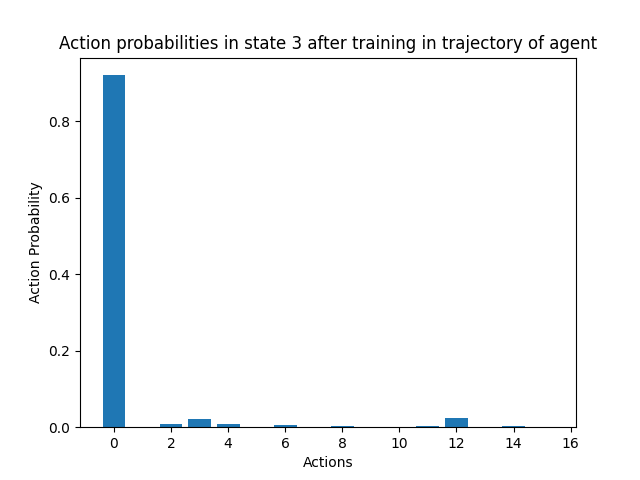 Action probabilities in state 3 after training in trajectory of agent
Action Probability
0.8
0.6
0.4
0.2
0.0
0 2 4 6 8 10 12 14 16
Actions